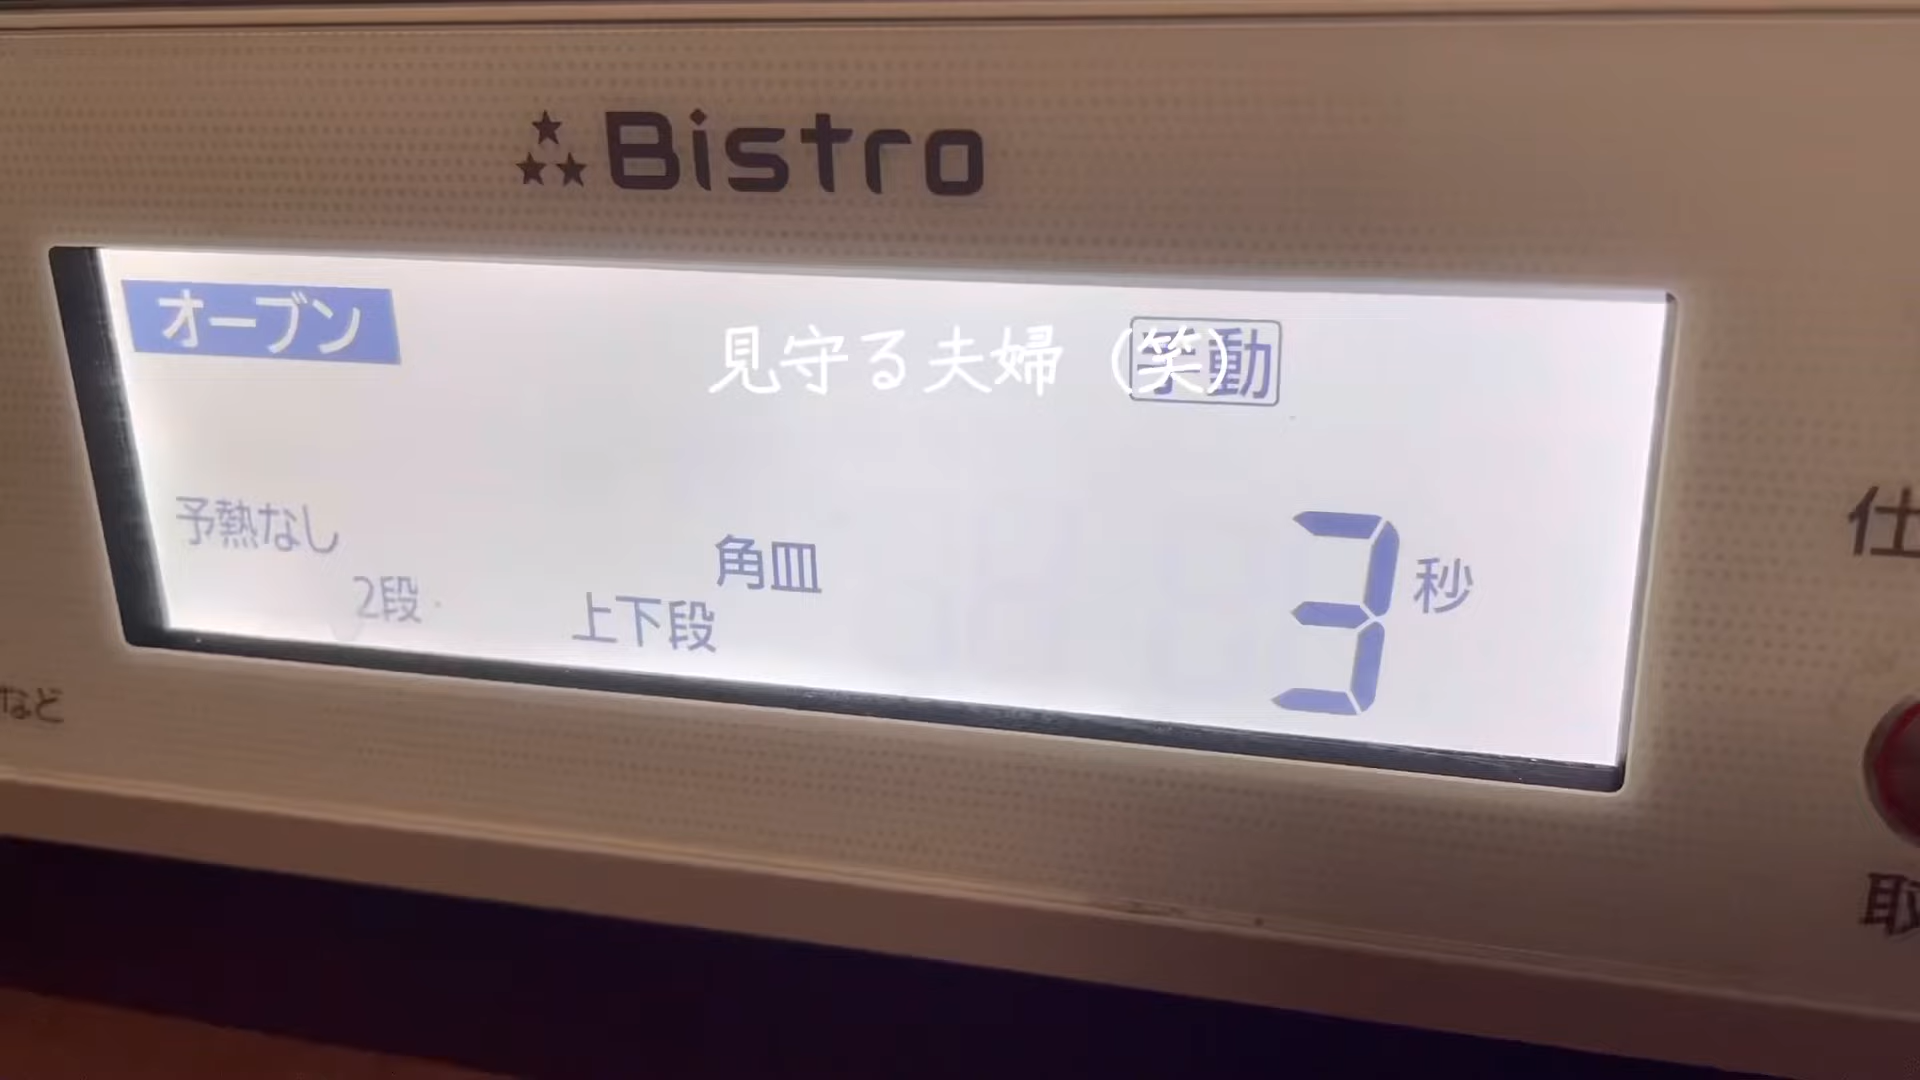 Bistro
オーブン
見守る夫婦（笑）
手動
予熱なし
2段
角皿
上下段
3秒
など
仕
取